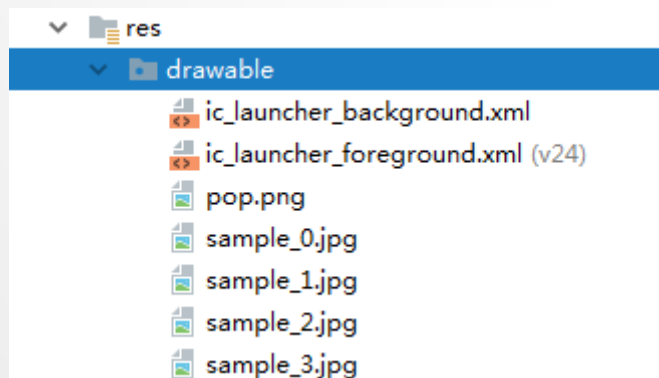 res
drawable
ic_launcher_background.xml
ic_launcher_foreground.xml (v24)
pop.png
sample_0.jpg
sample_1.jpg
sample_2.jpg
sample_3.jpg